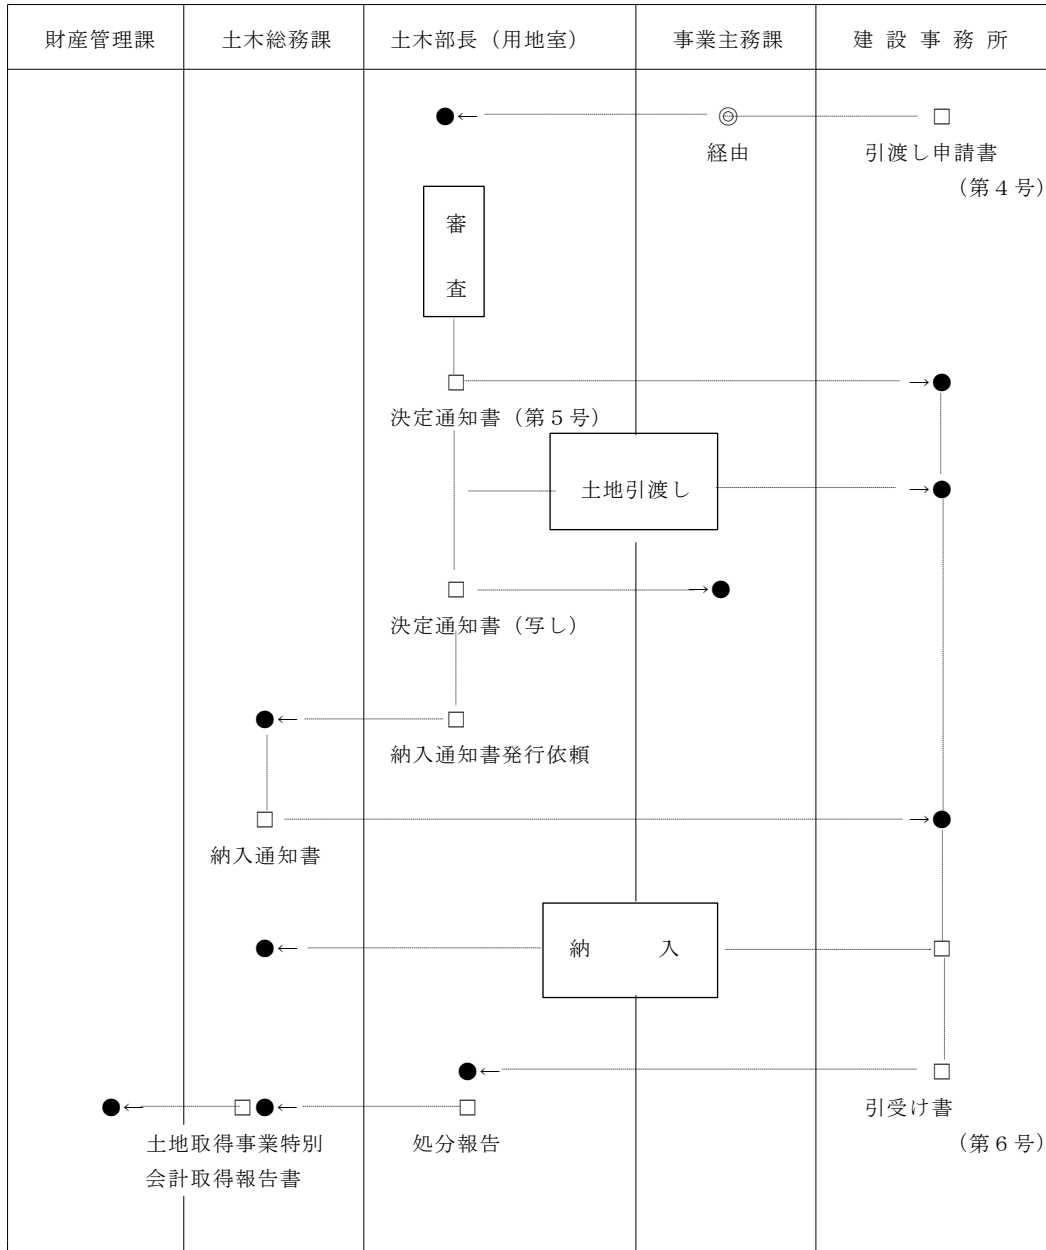 財産管理課 土木総務課 土木部長（用地室） 事業主務課 建設事務所
経由 引渡し申請書
（第４号）
審
査
決定通知書（第５号）
土地引渡し
決定通知書（写し）
納入通知書発行依頼
納入通知書
納　　入
引受け書
土地取得事業特別 処分報告 （第６号）
会計取得報告書